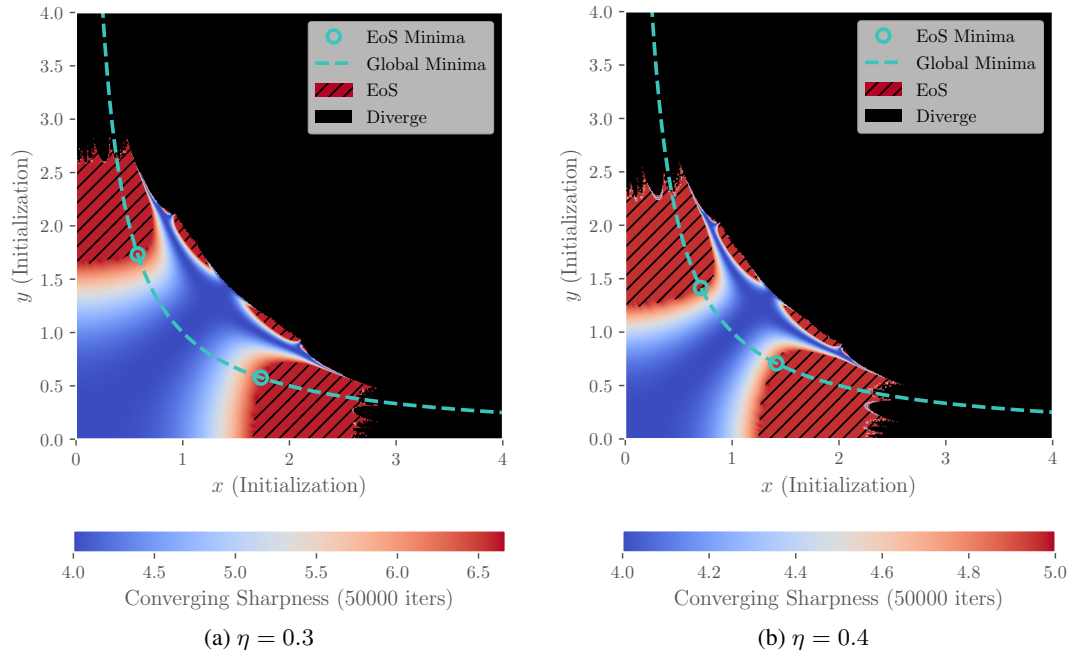 4.0
3.5
3.0
2.5
2.0
1.5
1.0
0.5
0.0
y (Initialization)
0
1
2
3
4
x (Initialization)
EoS Minima
Global Minima
EoS
Diverge
4.0
4.5
5.0
5.5
6.0
6.5
Converging Sharpness (50000 iters)
(a) η = 0.3
4.0
3.5
3.0
2.5
2.0
1.5
1.0
0.5
0.0
y (Initialization)
0
1
2
3
4
x (Initialization)
EoS Minima
Global Minima
EoS
Diverge
4.0
4.2
4.4
4.6
4.8
5.0
Converging Sharpness (50000 iters)
(b) η = 0.4